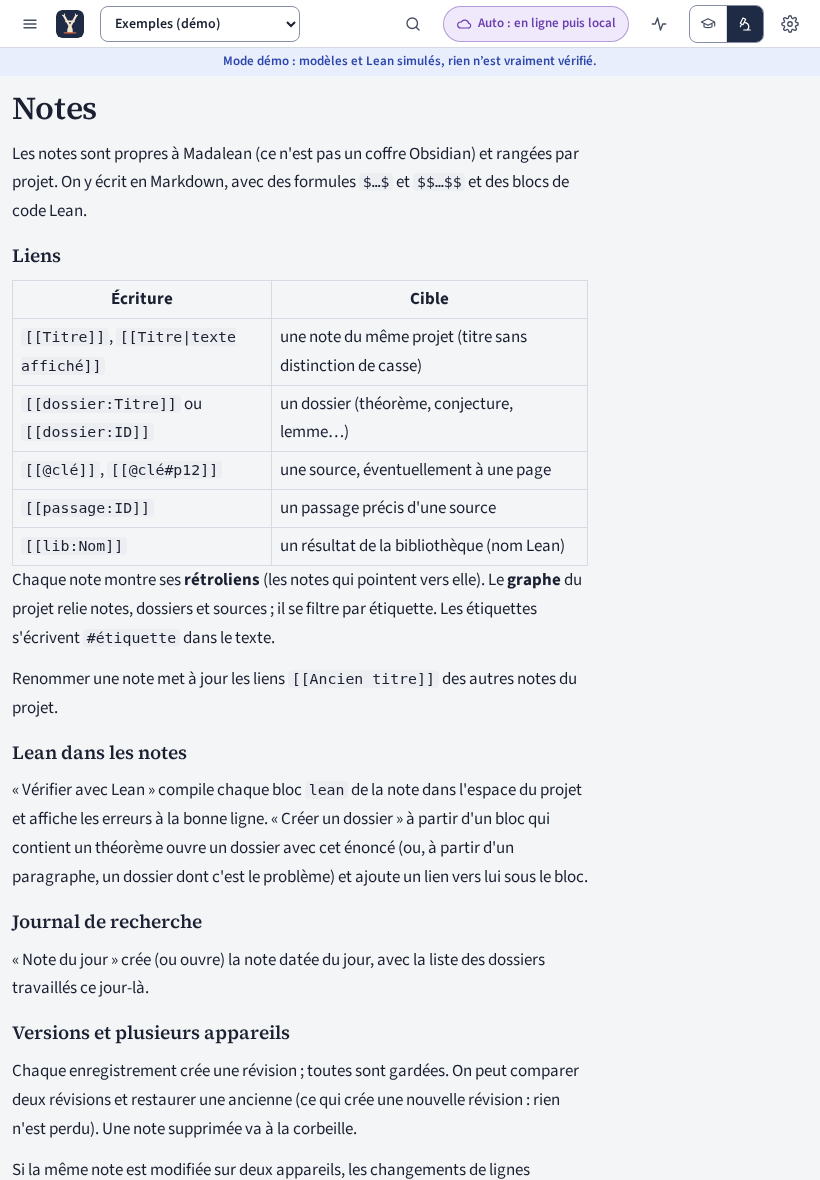 Exemples (démo)
Auto : en ligne puis local
Mode démo : modèles et Lean simulés, rien n’est vraiment vérifié.
Notes
Les notes sont propres à Madalean (ce n'est pas un coffre Obsidian) et rangées par
projet. On y écrit en Markdown, avec des formules $…$ et $$…$$ et des blocs de
code Lean.
Liens
Écriture
Cible
[[Titre]], [[Titre|texte
affiché]]
une note du même projet (titre sans
distinction de casse)
[[dossier:Titre]] ou
[[dossier:ID]]
un dossier (théorème, conjecture,
lemme…)
[[@clé]], [[@clé#p12]]
une source, éventuellement à une page
[[passage:ID]]
un passage précis d'une source
[[lib:Nom]]
un résultat de la bibliothèque (nom Lean)
Chaque note montre ses rétroliens (les notes qui pointent vers elle). Le graphe du
projet relie notes, dossiers et sources ; il se filtre par étiquette. Les étiquettes
s'écrivent #étiquette dans le texte.
Renommer une note met à jour les liens [[Ancien titre]] des autres notes du
projet.
Lean dans les notes
« Vérifier avec Lean » compile chaque bloc lean de la note dans l'espace du projet
et affiche les erreurs à la bonne ligne. « Créer un dossier » à partir d'un bloc qui
contient un théorème ouvre un dossier avec cet énoncé (ou, à partir d'un
paragraphe, un dossier dont c'est le problème) et ajoute un lien vers lui sous le bloc.
Journal de recherche
« Note du jour » crée (ou ouvre) la note datée du jour, avec la liste des dossiers
travaillés ce jour-là.
Versions et plusieurs appareils
Chaque enregistrement crée une révision ; toutes sont gardées. On peut comparer
deux révisions et restaurer une ancienne (ce qui crée une nouvelle révision : rien
n'est perdu). Une note supprimée va à la corbeille.
Si la même note est modifiée sur deux appareils, les changements de lignes